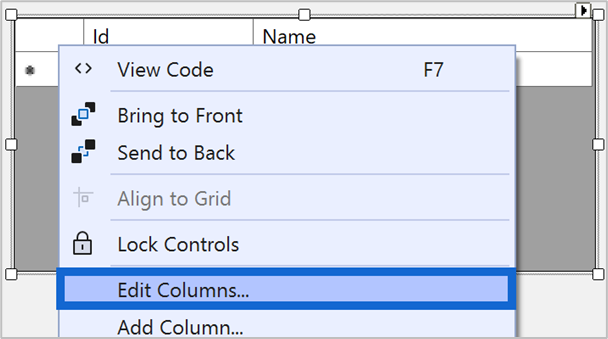 Id Name
View Code F7
Bring to Front
Send to Back
Align to Grid
Lock Controls
Edit Columns...
Add Column...